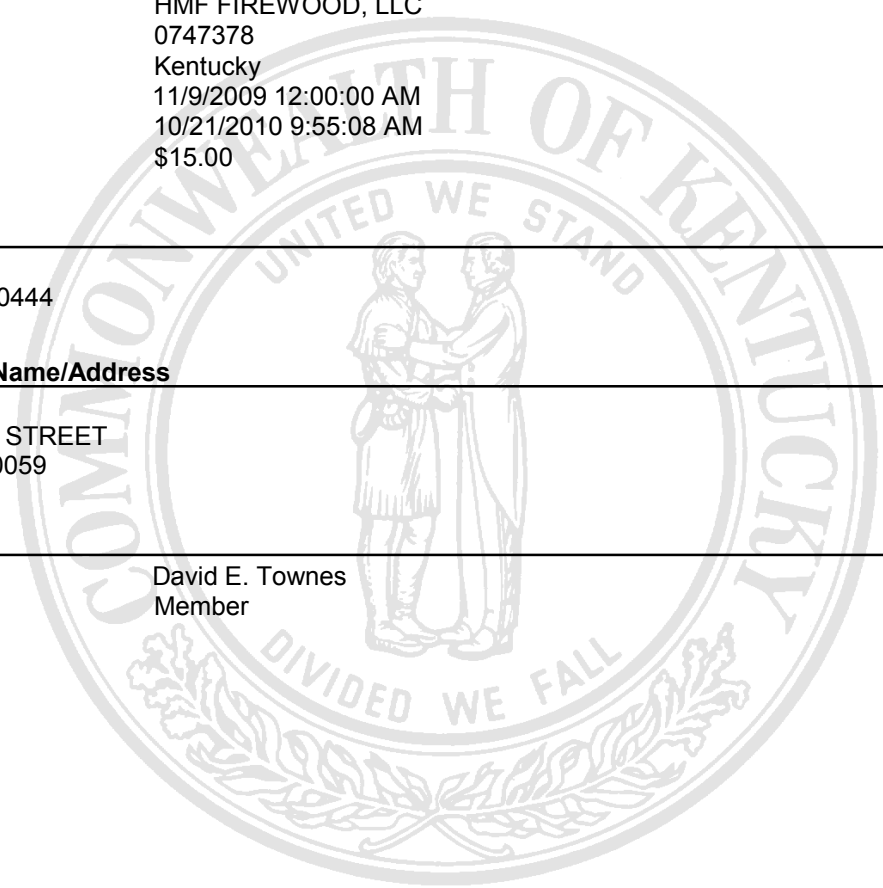 HMF FIREWOOD, LLC
0747378
Kentucky
11/9/2009 12:00:00 AM
10/21/2010 9:55:08 AM
$15.00
0444
Name/Address
STREET
0059
David E. Townes
Member
COMMONWEALTH OF KENTUCKY
UNITED WE STAND
DIVIDED WE FALL